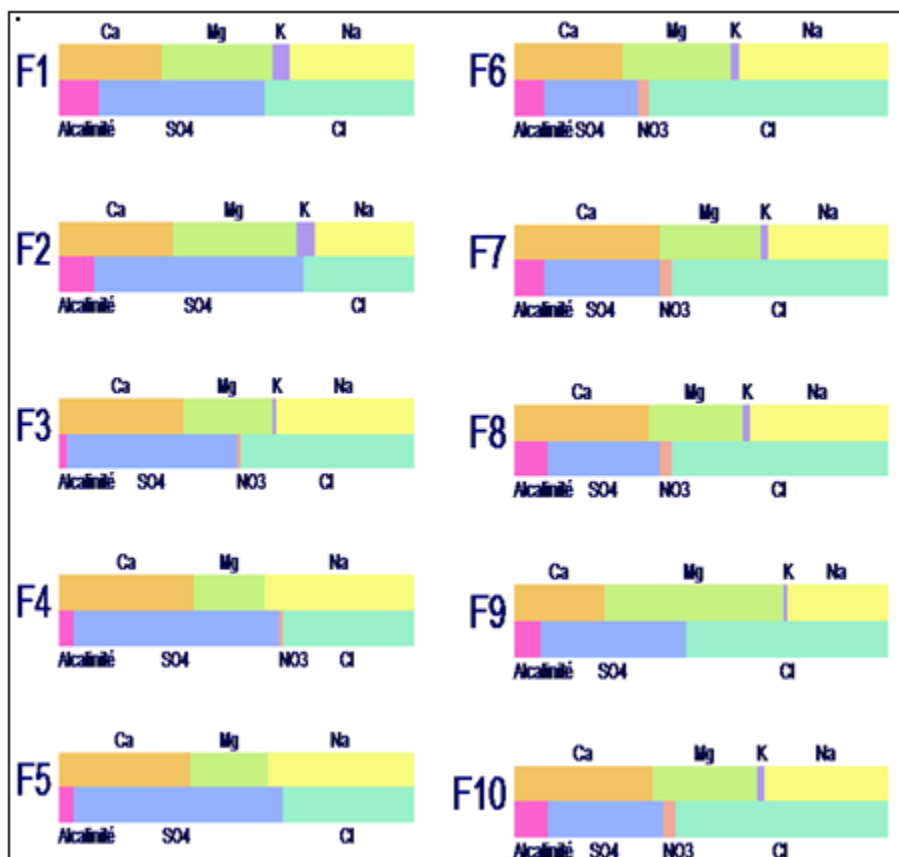 Ca Mg K Na
F1
Alcalinité SO4 Cl
Ca Mg K Na
F2
Alcalinité SO4 Cl
Ca Mg K Na
F3
Alcalinité SO4 NO3 Cl
Ca Mg Na
F4
Alcalinité SO4 NO3 Cl
Ca Mg Na
F5
Alcalinité SO4 Cl
Ca Mg K Na
F6
Alcalinité SO4 NO3 Cl
Ca Mg K Na
F7
Alcalinité SO4 NO3 Cl
Ca Mg K Na
F8
Alcalinité SO4 NO3 Cl
Ca Mg K Na
F9
Alcalinité SO4 Cl
Ca Mg K Na
F10
Alcalinité SO4 NO3 Cl